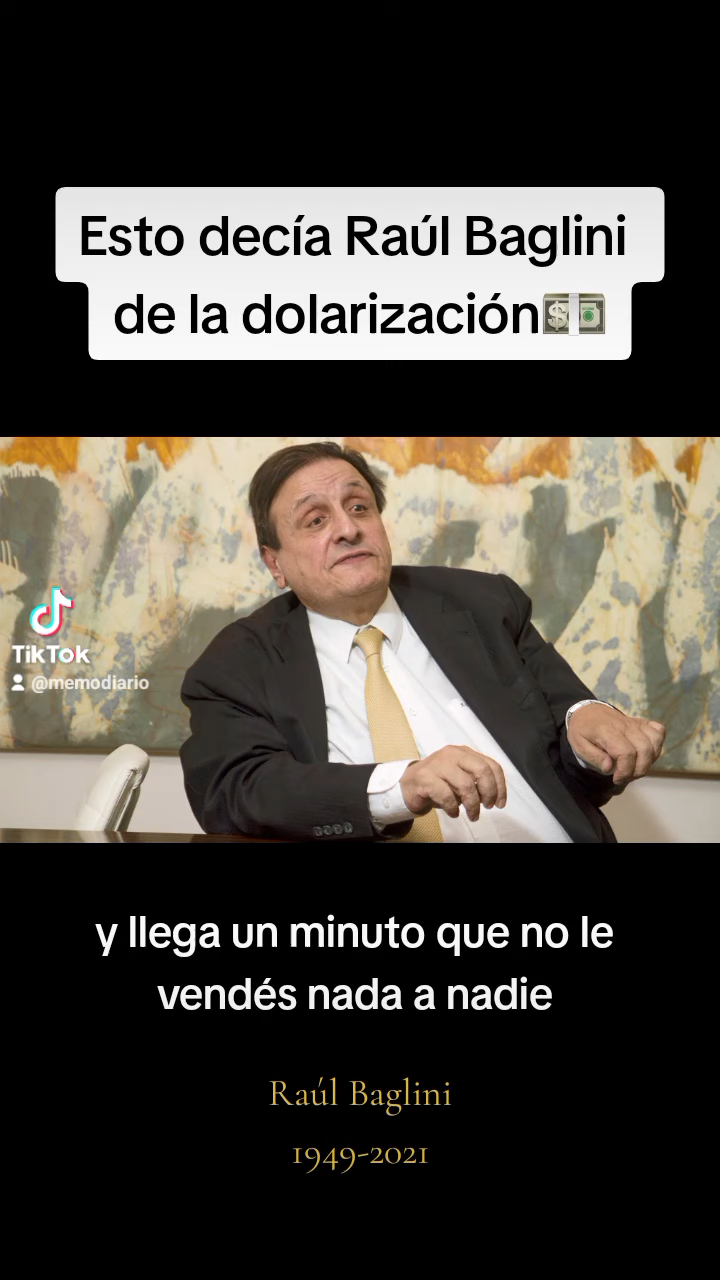 Esto decía Raúl Baglini
de la dolarización💵
TikTok
@memodiario
y llega un minuto que no le
vendés nada a nadie
Raúl Baglini
1949-2021